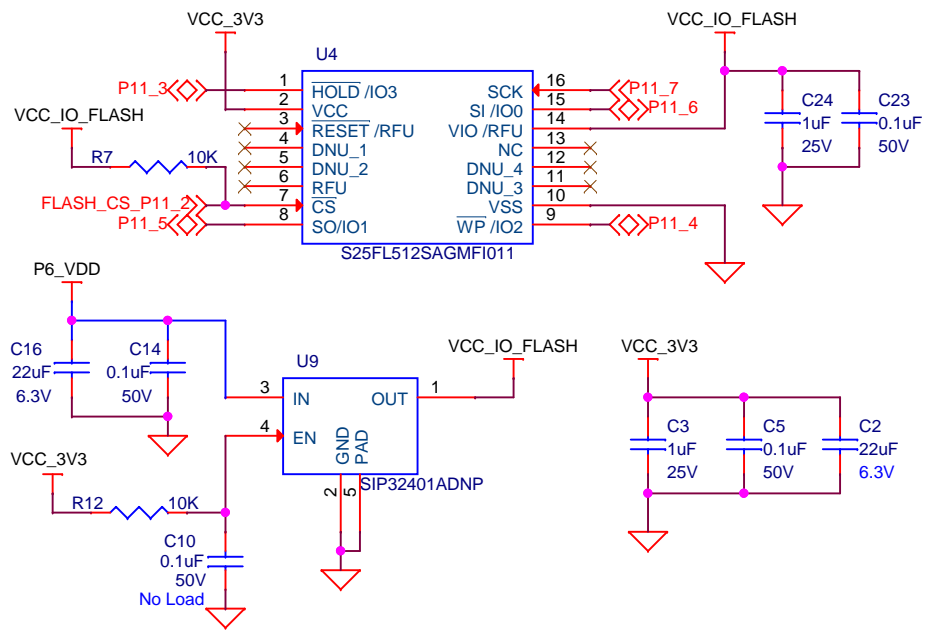 VCC_3V3
VCC_IO_FLASH
U4
P11_3
1
HOLD /IO3
SCK
16
P11_7
2
VCC
SI /IO0
15
P11_6
3
RESET /RFU
VIO /RFU
14
4
DNU_1
NC
13
5
DNU_2
DNU_4
12
6
RFU
DNU_3
11
7
CS
VSS
10
8
SO/IO1
WP /IO2
9
P11_4
S25FL512SAGMFI011
VCC_IO_FLASH
R7
10K
FLASH_CS_P11_2
P11_5
C24
1uF
25V
C23
0.1uF
50V
P6_VDD
C16
22uF
6.3V
C14
0.1uF
50V
U9
3
IN
OUT
1
4
EN
GND
PAD
2
5
SIP32401ADNP
VCC_IO_FLASH
VCC_3V3
R12
10K
C10
0.1uF
50V
No Load
VCC_3V3
C3
1uF
25V
C5
0.1uF
50V
C2
22uF
6.3V